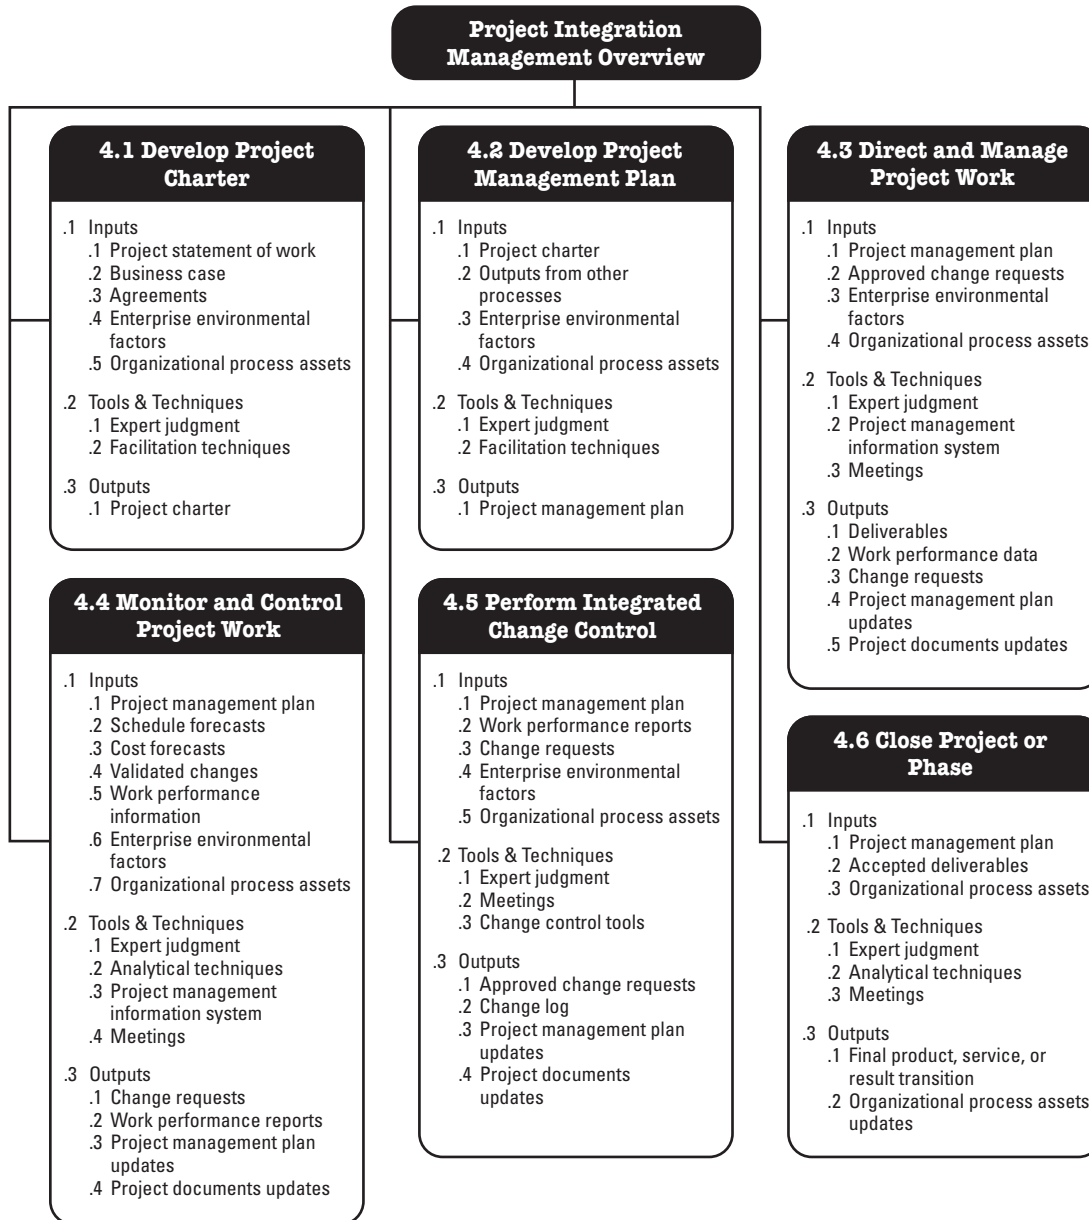 Project Integration
Management Overview
4.1 Develop Project
Charter
.1 Inputs
.1 Project statement of work
.2 Business case
.3 Agreements
.4 Enterprise environmental
factors
.5 Organizational process assets
.2 Tools & Techniques
.1 Expert judgment
.2 Facilitation techniques
.3 Outputs
.1 Project charter
4.2 Develop Project
Management Plan
.1 Inputs
.1 Project charter
.2 Outputs from other
processes
.3 Enterprise environmental
factors
.4 Organizational process assets
.2 Tools & Techniques
.1 Expert judgment
.2 Facilitation techniques
.3 Outputs
.1 Project management plan
4.3 Direct and Manage
Project Work
.1 Inputs
.1 Project management plan
.2 Approved change requests
.3 Enterprise environmental
factors
.4 Organizational process assets
.2 Tools & Techniques
.1 Expert judgment
.2 Project management
information system
.3 Meetings
.3 Outputs
.1 Deliverables
.2 Work performance data
.3 Change requests
.4 Project management plan
updates
.5 Project documents updates
4.4 Monitor and Control
Project Work
.1 Inputs
.1 Project management plan
.2 Schedule forecasts
.3 Cost forecasts
.4 Validated changes
.5 Work performance
information
.6 Enterprise environmental
factors
.7 Organizational process assets
.2 Tools & Techniques
.1 Expert judgment
.2 Analytical techniques
.3 Project management
information system
.4 Meetings
.3 Outputs
.1 Change requests
.2 Work performance reports
.3 Project management plan
updates
.4 Project documents updates
4.5 Perform Integrated
Change Control
.1 Inputs
.1 Project management plan
.2 Work performance reports
.3 Change requests
.4 Enterprise environmental
factors
.5 Organizational process assets
.2 Tools & Techniques
.1 Expert judgment
.2 Meetings
.3 Change control tools
.3 Outputs
.1 Approved change requests
.2 Change log
.3 Project management plan
updates
.4 Project documents
updates
4.6 Close Project or
Phase
.1 Inputs
.1 Project management plan
.2 Accepted deliverables
.3 Organizational process assets
.2 Tools & Techniques
.1 Expert judgment
.2 Analytical techniques
.3 Meetings
.3 Outputs
.1 Final product, service, or
result transition
.2 Organizational process assets
updates